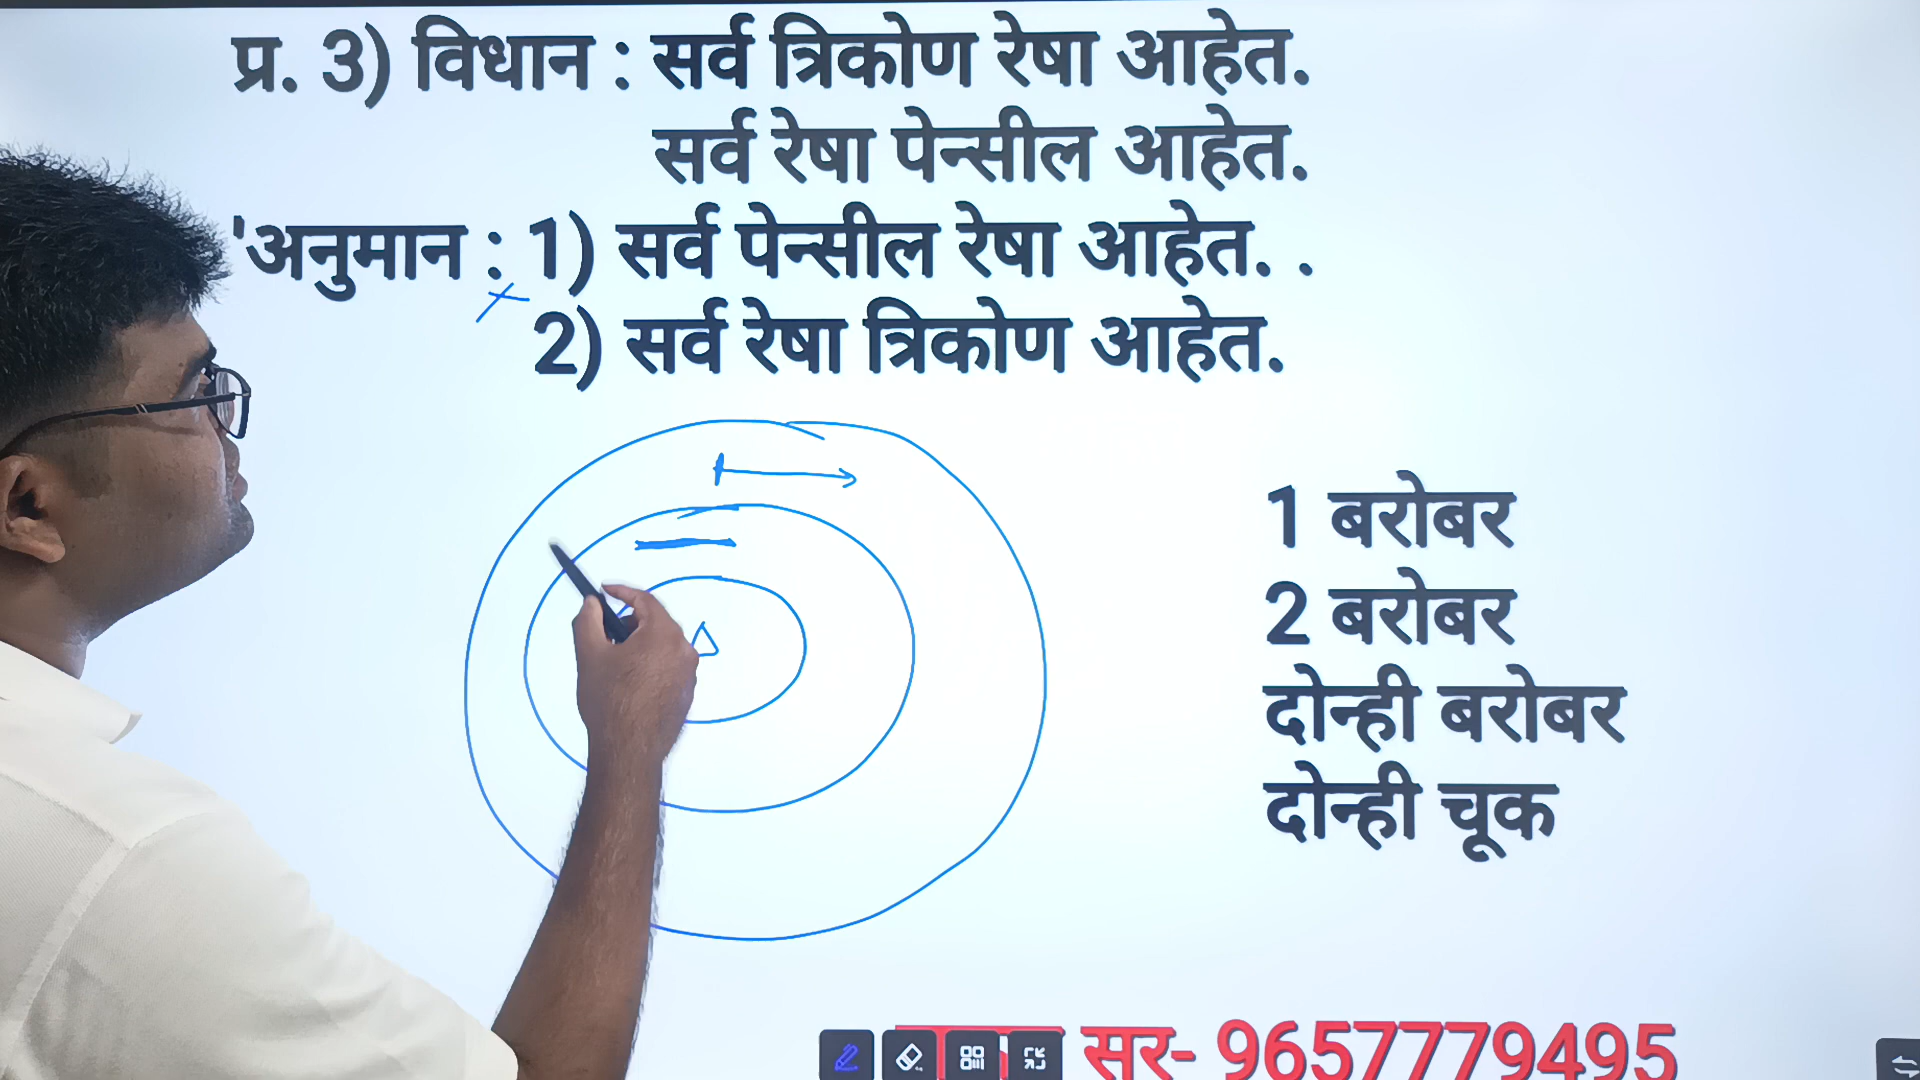 प्र. 3) विधान : सर्व त्रिकोण रेषा आहेत.
सर्व रेषा पेन्सील आहेत.
'अनुमान : 1) सर्व पेन्सील रेषा आहेत. .
2) सर्व रेषा त्रिकोण आहेत.
1 बरोबर
2 बरोबर
दोन्ही बरोबर
दोन्ही चूक
सर- 9657779495